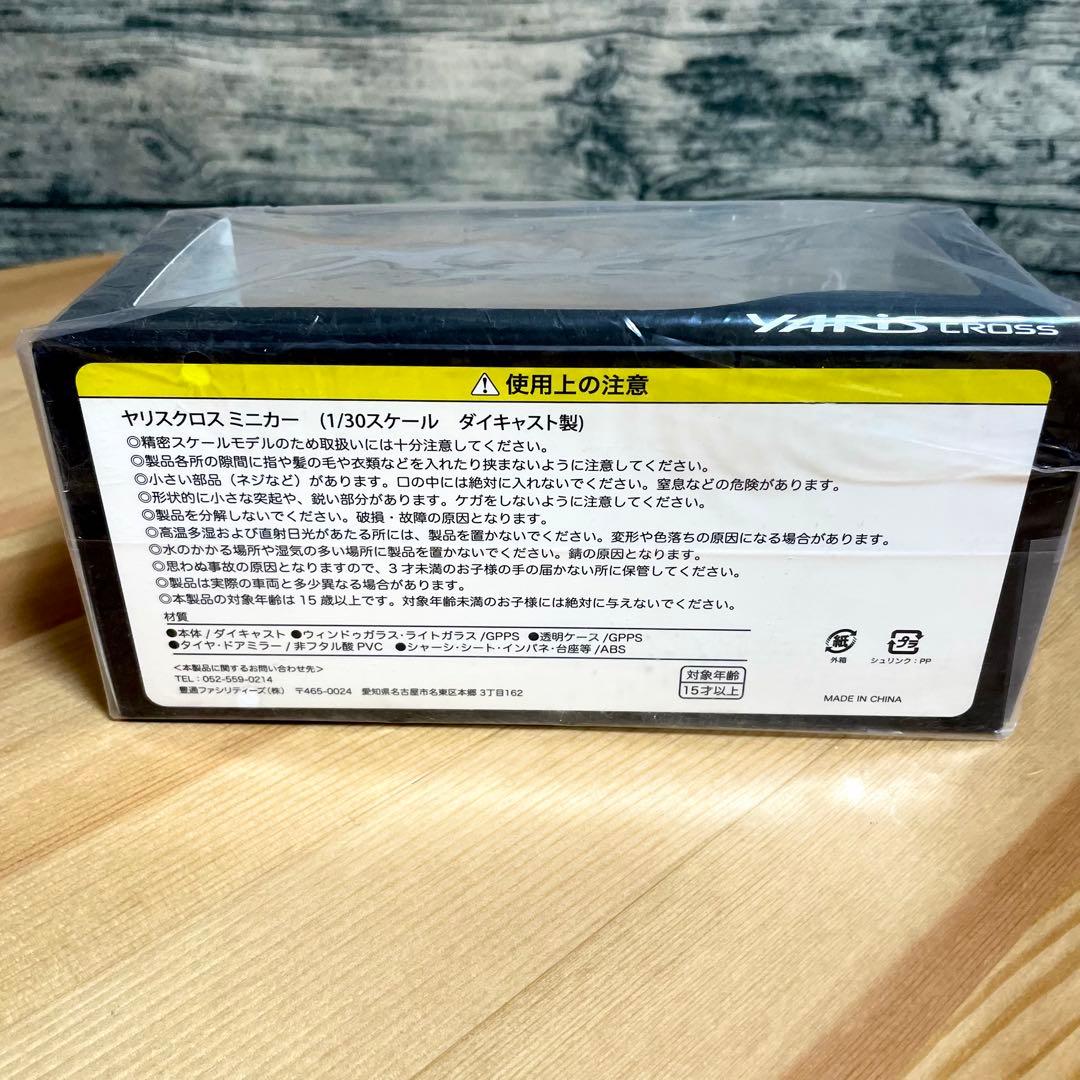 YARiS CROSS
⚠ 使用上の注意
ヤリスクロス ミニカー (1/30スケール ダイキャスト製)
◎精密スケールモデルのため取扱いには十分注意してください。
◎製品各所の隙間に指や髪の毛や衣類などを入れたり挟まないように注意してください。
◎小さい部品(ネジなど)があります。口の中には絶対に入れないでください。窒息などの危険があります。
◎形状的に小さな突起や、鋭い部分があります。ケガをしないように注意してください。
◎製品を分解しないでください。破損・故障の原因となります。
◎高温多湿および直射日光があたる所には、製品を置かないでください。変形や色落ちの原因になる場合があります。
◎水のかかる場所や湿気の多い場所に製品を置かないでください。錆の原因となります。
◎思わぬ事故の原因となりますので、3才未満のお子様の手の届かない所に保管してください。
◎製品は実際の車両と多少異なる場合があります。
◎本製品の対象年齢は15歳以上です。対象年齢未満のお子様には絶対に与えないでください。
材質
●本体/ダイキャスト ●ウィンドゥガラス・ライトガラス/GPPS ●透明ケース/GPPS
●タイヤ・ドアミラー/非フタル酸PVC ●シャーシ・シート・インパネ・台座等/ABS
<本製品に関するお問い合わせ先>
TEL:052-559-0214
豊通ファシリティーズ(株) 〒465-0024 愛知県名古屋市名東区本郷3丁目162
対象年齢
15才以上
紙
外箱
プラ
シュリンク:PP
MADE IN CHINA